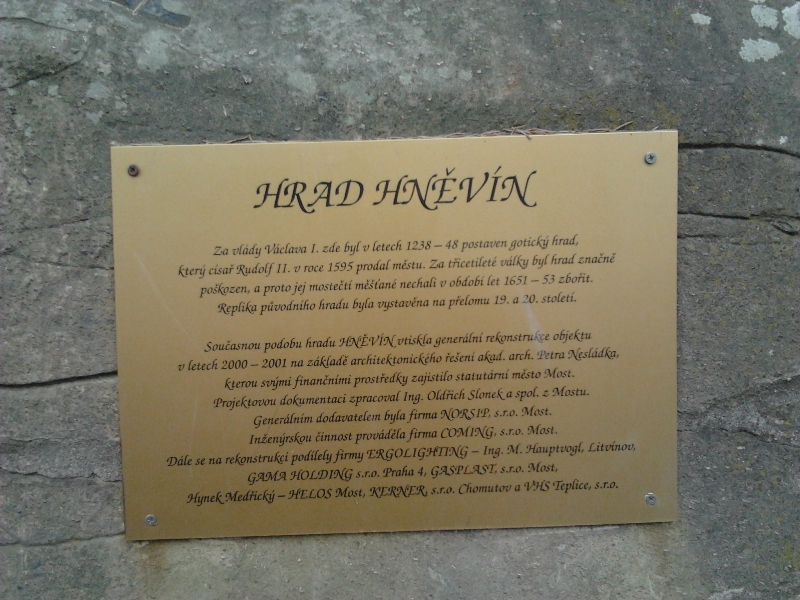 HRAD HNĚVÍN
Za vlády Václava I. zde byl v letech 1238 – 48 postaven gotický hrad,
který císař Rudolf II. v roce 1595 prodal městu. Za třicetileté války byl hrad značně
poškozen, a proto jej mostečtí měšťané nechali v období let 1651 – 53 zbořit.
Replika původního hradu byla vystavěna na přelomu 19. a 20. století.
Současnou podobu hradu HNĚVÍN vtiskla generální rekonstrukce objektu
v letech 2000 – 2001 na základě architektonického řešení akad. arch. Petra Nesládka,
kterou svými finančními prostředky zajistilo statutární město Most.
Projektovou dokumentaci zpracoval Ing. Oldřich Slonek a spol. z Mostu.
Generálním dodavatelem byla firma NORSIP, s.r.o. Most.
Inženýrskou činnost prováděla firma COMING, s.r.o. Most.
Dále se na rekonstrukci podílely firmy ERGOLIGHTING – Ing. M. Hauptvogl, Litvínov,
GAMA HOLDING s.r.o. Praha 4, GASPLAST, s.r.o. Most,
Hynek Medřický – HELOS Most, KERNER, s.r.o. Chomutov a VHS Teplice, s.r.o.